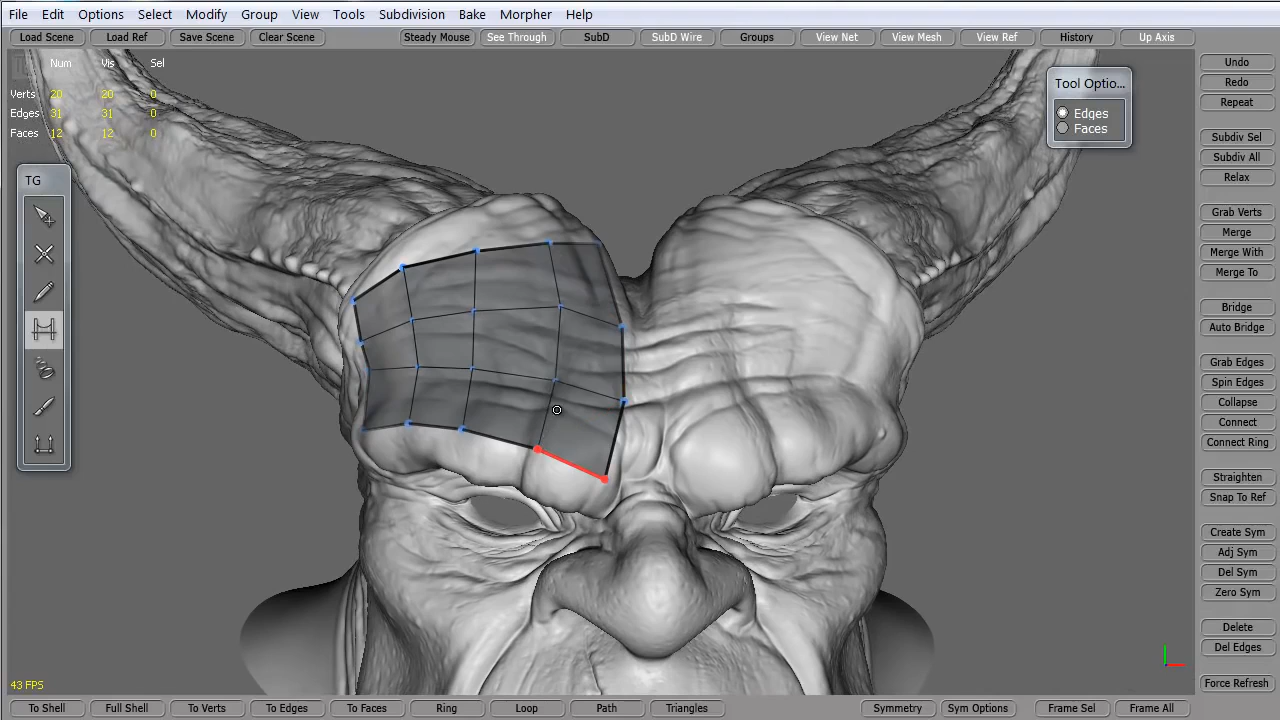 File Edit Options Select Modify Group View Tools Subdivision Bake Morpher Help
Load Scene Load Ref Save Scene Clear Scene Steady Mouse See Through SubD SubD Wire Groups View Net View Mesh View Ref History Up Axis
Num Vis Sel
Verts 20 20 0
Edges 31 31 0
Faces 12 12 0
TG
Tool Optio...
Edges
Faces
Undo
Redo
Repeat
Subdiv Sel
Subdiv All
Relax
Grab Verts
Merge
Merge With
Merge To
Bridge
Auto Bridge
Grab Edges
Spin Edges
Collapse
Connect
Connect Ring
Straighten
Snap To Ref
Create Sym
Adj Sym
Del Sym
Zero Sym
Delete
Del Edges
Force Refresh
43 FPS
To Shell Full Shell To Verts To Edges To Faces Ring Loop Path Triangles Symmetry Sym Options Frame Sel Frame All